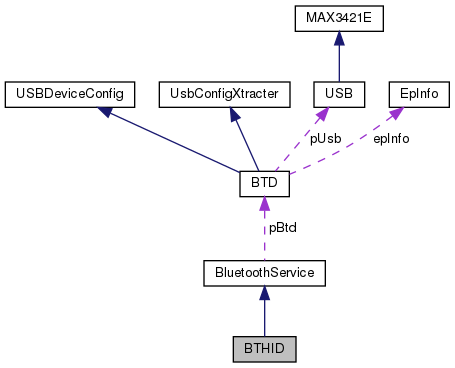 MAX3421E
USBDeviceConfig
UsbConfigXtracter
USB
EpInfo
pUsb
epInfo
BTD
pBtd
BluetoothService
BTHID